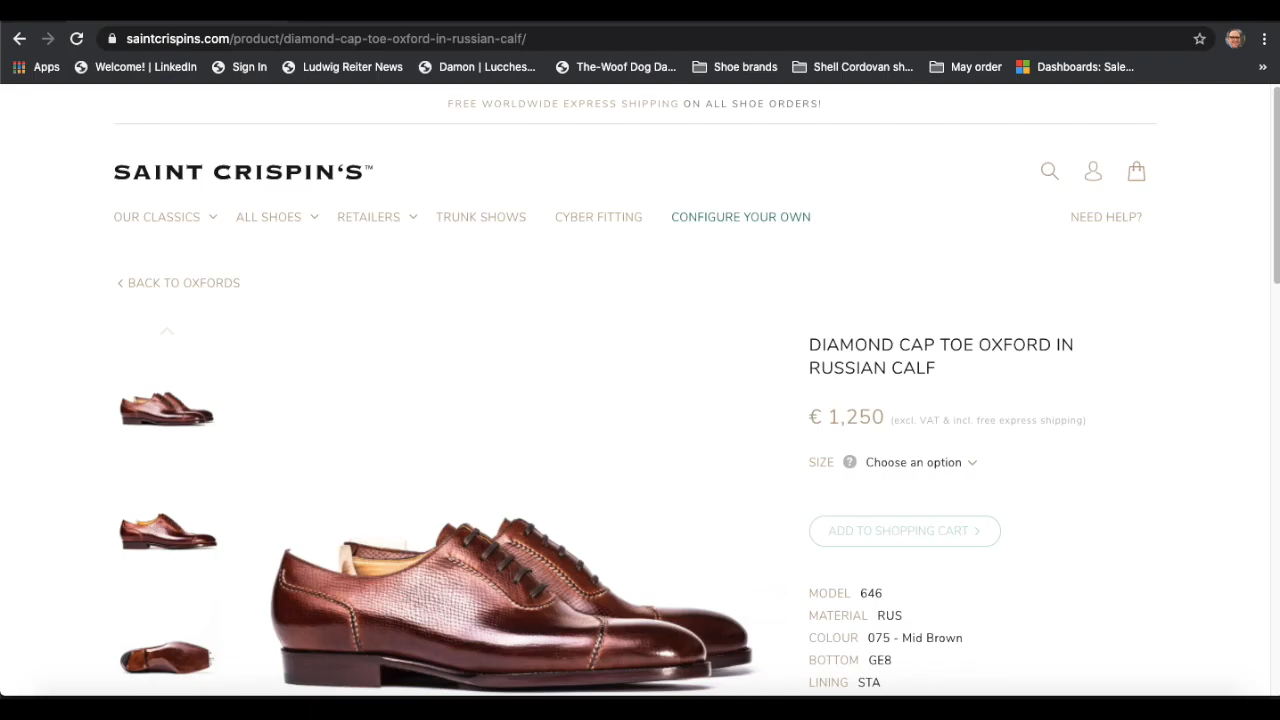 saintcrispins.com/product/diamond-cap-toe-oxford-in-russian-calf/
Apps Welcome! | LinkedIn Sign In Ludwig Reiter News Damon | Lucches... The-Woof Dog Da... Shoe brands Shell Cordovan sh... May order Dashboards: Sale... »
FREE WORLDWIDE EXPRESS SHIPPING ON ALL SHOE ORDERS!
SAINT CRISPIN‘S™
OUR CLASSICS ALL SHOES RETAILERS TRUNK SHOWS CYBER FITTING CONFIGURE YOUR OWN NEED HELP?
BACK TO OXFORDS
DIAMOND CAP TOE OXFORD IN
RUSSIAN CALF
€ 1,250 (excl. VAT & incl. free express shipping)
SIZE ? Choose an option
ADD TO SHOPPING CART
MODEL 646
MATERIAL RUS
COLOUR 075 - Mid Brown
BOTTOM GE8
LINING STA